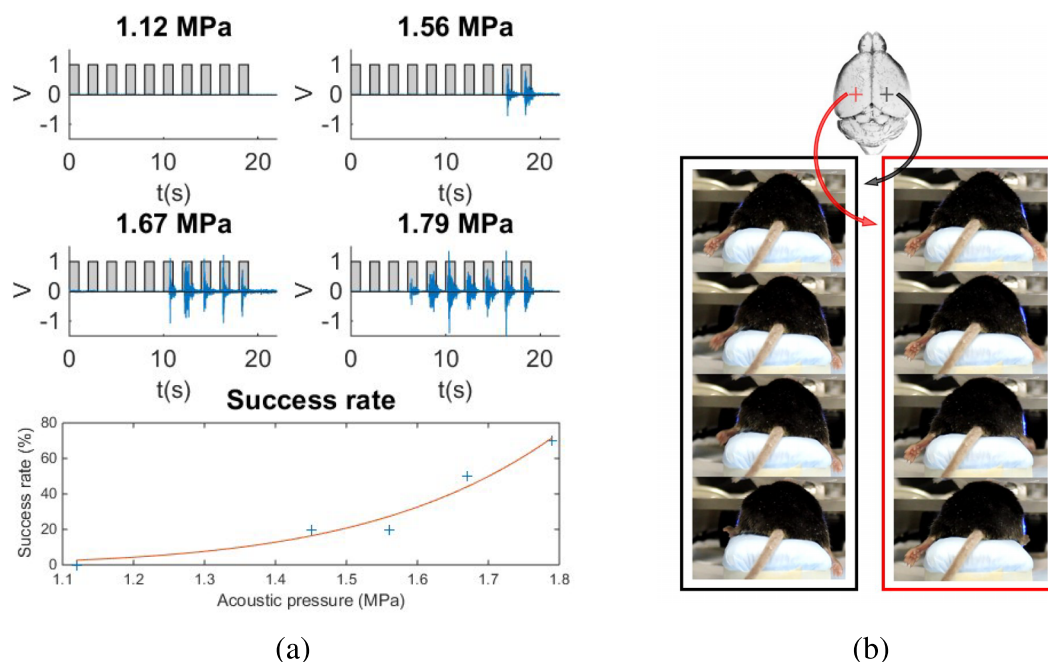 1.12 MPa
1.56 MPa
V
1
0
-1
0
10
20
t(s)
V
1
0
-1
0
10
20
t(s)
1.67 MPa
1.79 MPa
V
1
0
-1
0
10
20
t(s)
V
1
0
-1
0
10
20
t(s)
Success rate
Success rate (%)
80
60
40
20
0
1.1 1.2 1.3 1.4 1.5 1.6 1.7 1.8
Acoustic pressure (MPa)
(a)
(b)